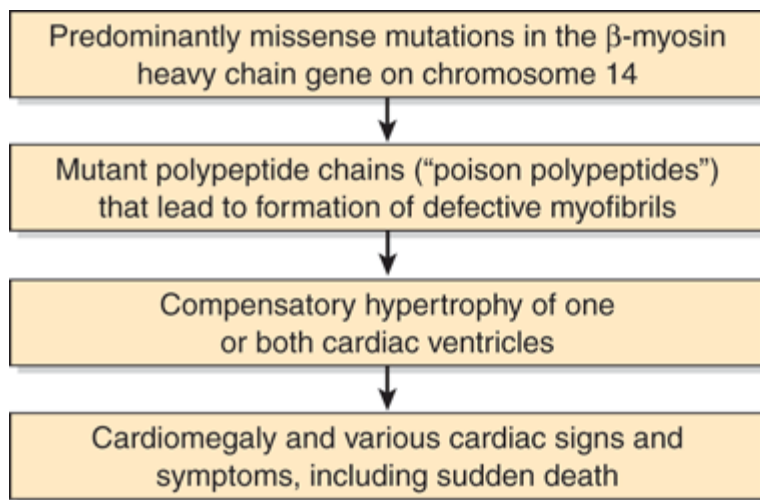 Predominantly missense mutations in the β-myosin
heavy chain gene on chromosome 14
Mutant polypeptide chains (“poison polypeptides”)
that lead to formation of defective myofibrils
Compensatory hypertrophy of one
or both cardiac ventricles
Cardiomegaly and various cardiac signs and
symptoms, including sudden death